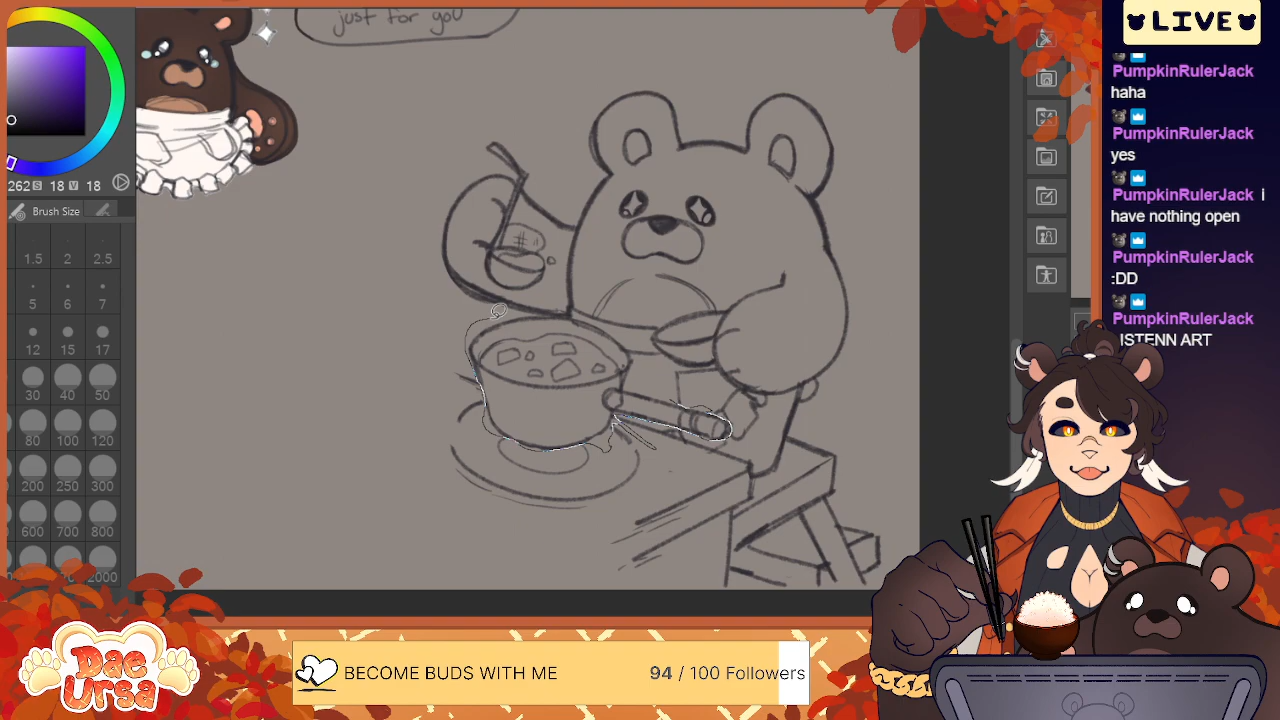 just for you
LIVE
PumpkinRulerJack
haha
PumpkinRulerJack
yes
PumpkinRulerJack i
have nothing open
PumpkinRulerJack
:DD
PumpkinRulerJack
ISTENN ART
262 S 18 V 18
Brush Size
1.5 2 2.5
5 6 7
12 15 17
30 40 50
80 100 120
200 250 300
600 700 800
2000
Dae
Ursa
BECOME BUDS WITH ME
94 / 100 Followers